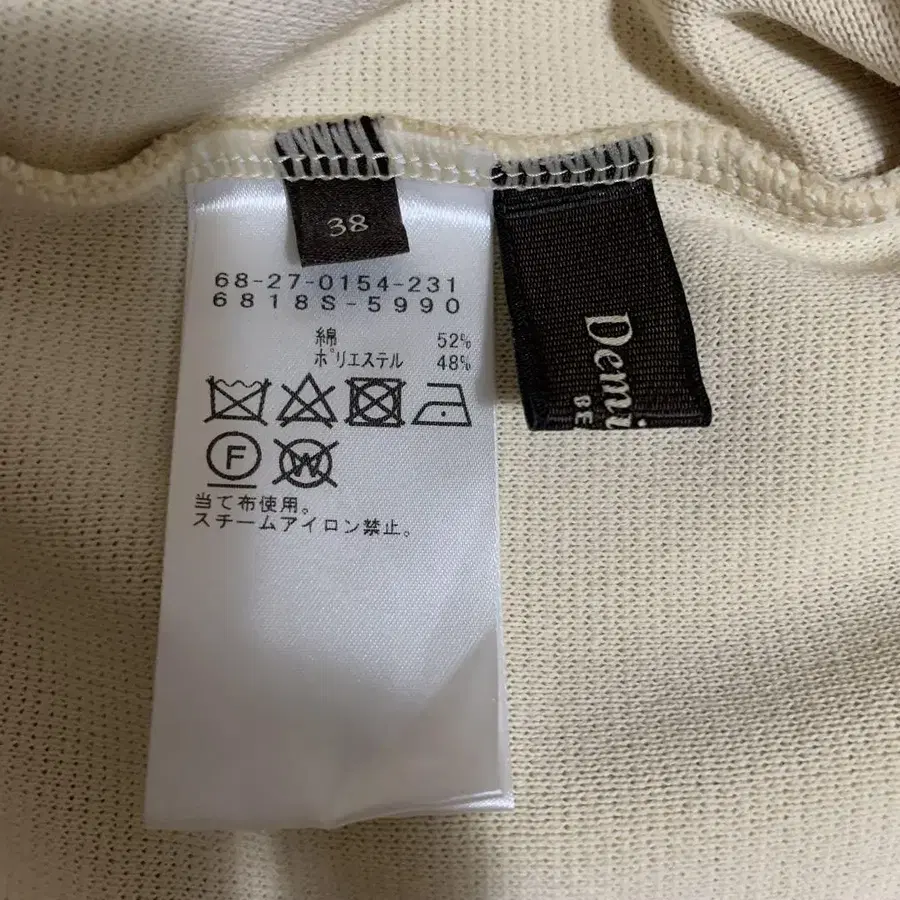 38
68-27-0154-231
6818S-5990
綿 52%
ポリエステル 48%
F
W
当て布使用。
スチームアイロン禁止。
Demi
BE